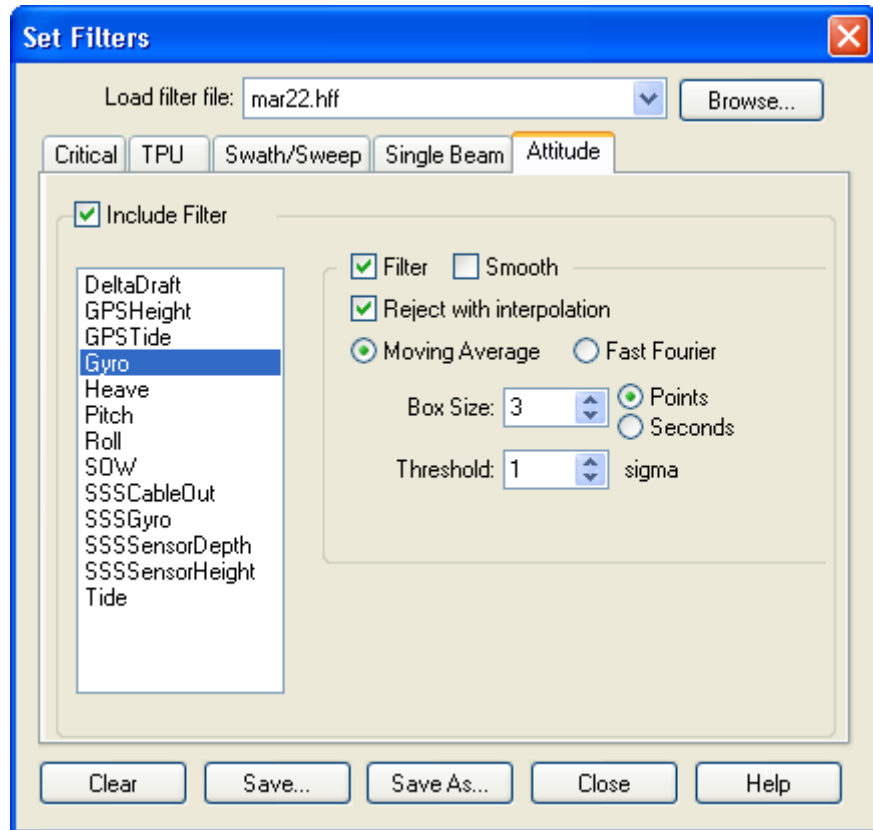 Set Filters
Load filter file: mar22.hff Browse...
Critical TPU Swath/Sweep Single Beam Attitude
Include Filter
DeltaDraft
GPSHeight
GPSTide
Gyro
Heave
Pitch
Roll
SOW
SSSCableOut
SSSGyro
SSSSensorDepth
SSSSensorHeight
Tide
Filter Smooth
Reject with interpolation
Moving Average Fast Fourier
Box Size: 3 Points
Seconds
Threshold: 1 sigma
Clear Save... Save As... Close Help